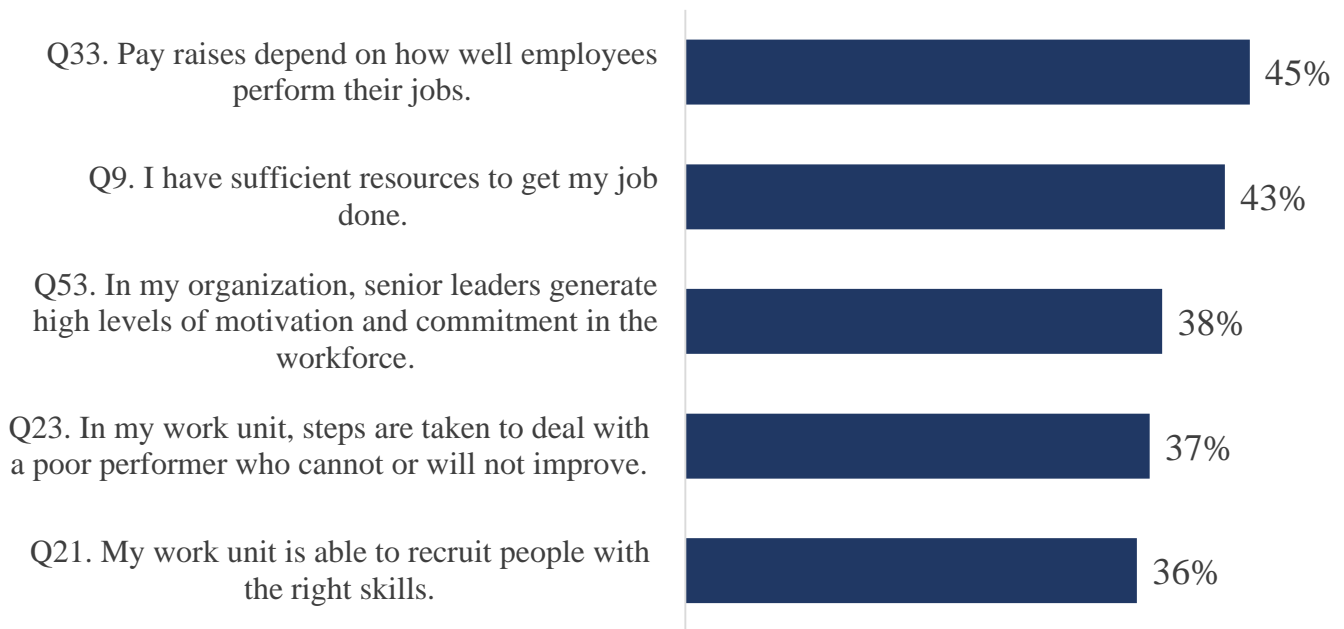 Q33. Pay raises depend on how well employees
perform their jobs.
45%
Q9. I have sufficient resources to get my job
done.
43%
Q53. In my organization, senior leaders generate
high levels of motivation and commitment in the
workforce.
38%
Q23. In my work unit, steps are taken to deal with
a poor performer who cannot or will not improve.
37%
Q21. My work unit is able to recruit people with
the right skills.
36%